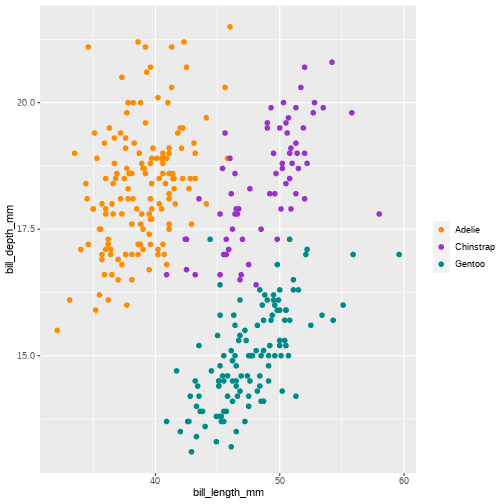 20.0
17.5
15.0
bill_depth_mm
40
50
60
bill_length_mm
Adelie
Chinstrap
Gentoo